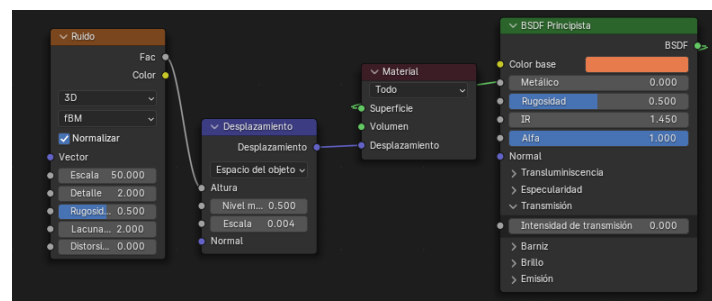 Ruido
Fac
Color
3D
fBM
Normalizar
Vector
Escala 50.000
Detalle 2.000
Rugosid... 0.500
Lacuna... 2.000
Distorsi... 0.000
Desplazamiento
Desplazamiento
Espacio del objeto
Altura
Nivel m... 0.500
Escala 0.004
Normal
Material
Todo
Superficie
Volumen
Desplazamiento
BSDF Principista
BSDF
Color base
Metálico 0.000
Rugosidad 0.500
IR 1.450
Alfa 1.000
Normal
Transluminiscencia
Especularidad
Transmisión
Intensidad de transmisión 0.000
Barniz
Brillo
Emisión